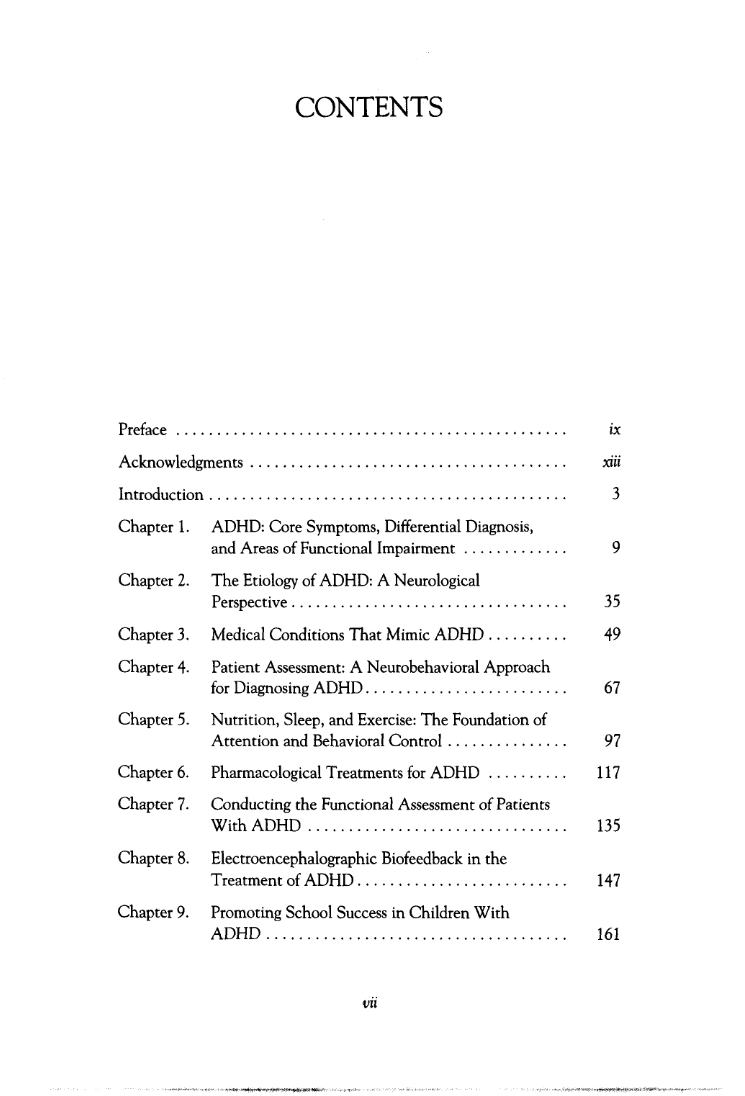 CONTENTS
Preface ................................................ ix
Acknowledgments ....................................... xiii
Introduction ............................................ 3
Chapter 1. ADHD: Core Symptoms, Differential Diagnosis,
and Areas of Functional Impairment ............. 9
Chapter 2. The Etiology of ADHD: A Neurological
Perspective .................................. 35
Chapter 3. Medical Conditions That Mimic ADHD .......... 49
Chapter 4. Patient Assessment: A Neurobehavioral Approach
for Diagnosing ADHD ......................... 67
Chapter 5. Nutrition, Sleep, and Exercise: The Foundation of
Attention and Behavioral Control ............... 97
Chapter 6. Pharmacological Treatments for ADHD .......... 117
Chapter 7. Conducting the Functional Assessment of Patients
With ADHD ................................ 135
Chapter 8. Electroencephalographic Biofeedback in the
Treatment of ADHD .......................... 147
Chapter 9. Promoting School Success in Children With
ADHD ..................................... 161
vii